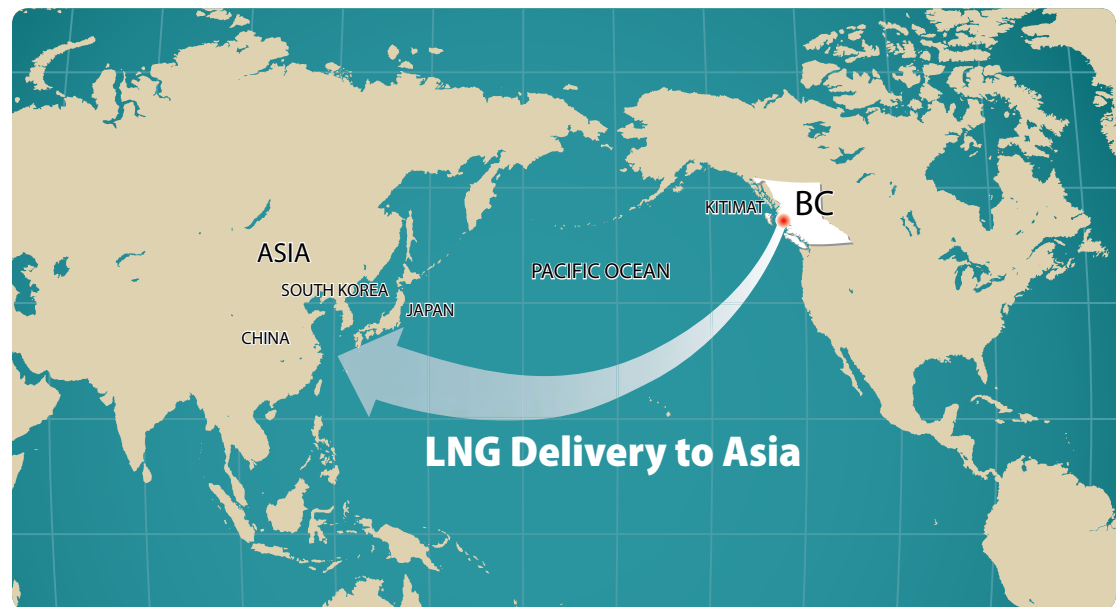 BC
KITIMAT
ASIA
PACIFIC OCEAN
SOUTH KOREA
JAPAN
CHINA
LNG Delivery to Asia